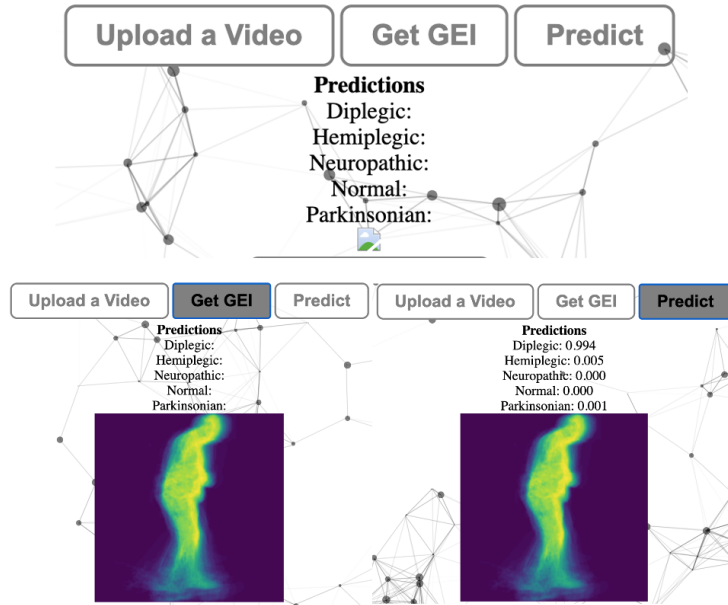 Upload a Video Get GEI Predict
Predictions
Diplegic:
Hemiplegic:
Neuropathic:
Normal:
Parkinsonian:
Upload a Video Get GEI Predict
Predictions
Diplegic:
Hemiplegic:
Neuropathic:
Normal:
Parkinsonian:
Upload a Video Get GEI Predict
Predictions
Diplegic: 0.994
Hemiplegic: 0.005
Neuropathic: 0.000
Normal: 0.000
Parkinsonian: 0.001